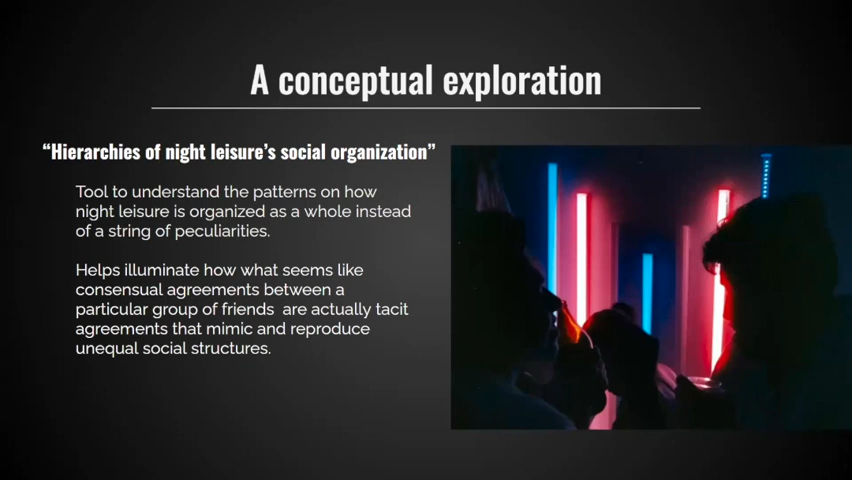 A conceptual exploration
“Hierarchies of night leisure’s social organization”
Tool to understand the patterns on how
night leisure is organized as a whole instead
of a string of peculiarities.
Helps illuminate how what seems like
consensual agreements between a
particular group of friends are actually tacit
agreements that mimic and reproduce
unequal social structures.